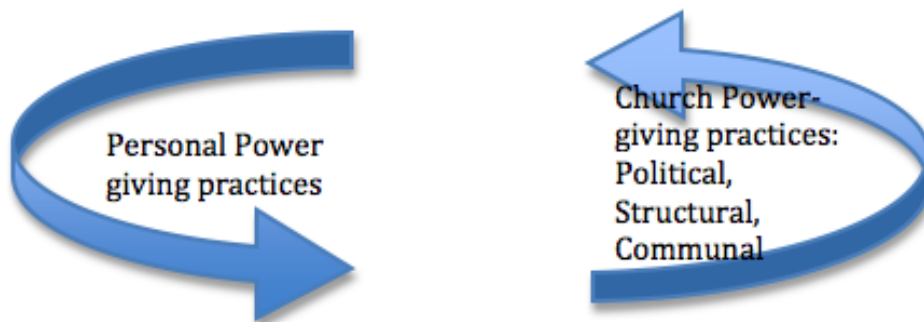 Personal Power
giving practices
Church Power-
giving practices:
Political,
Structural,
Communal